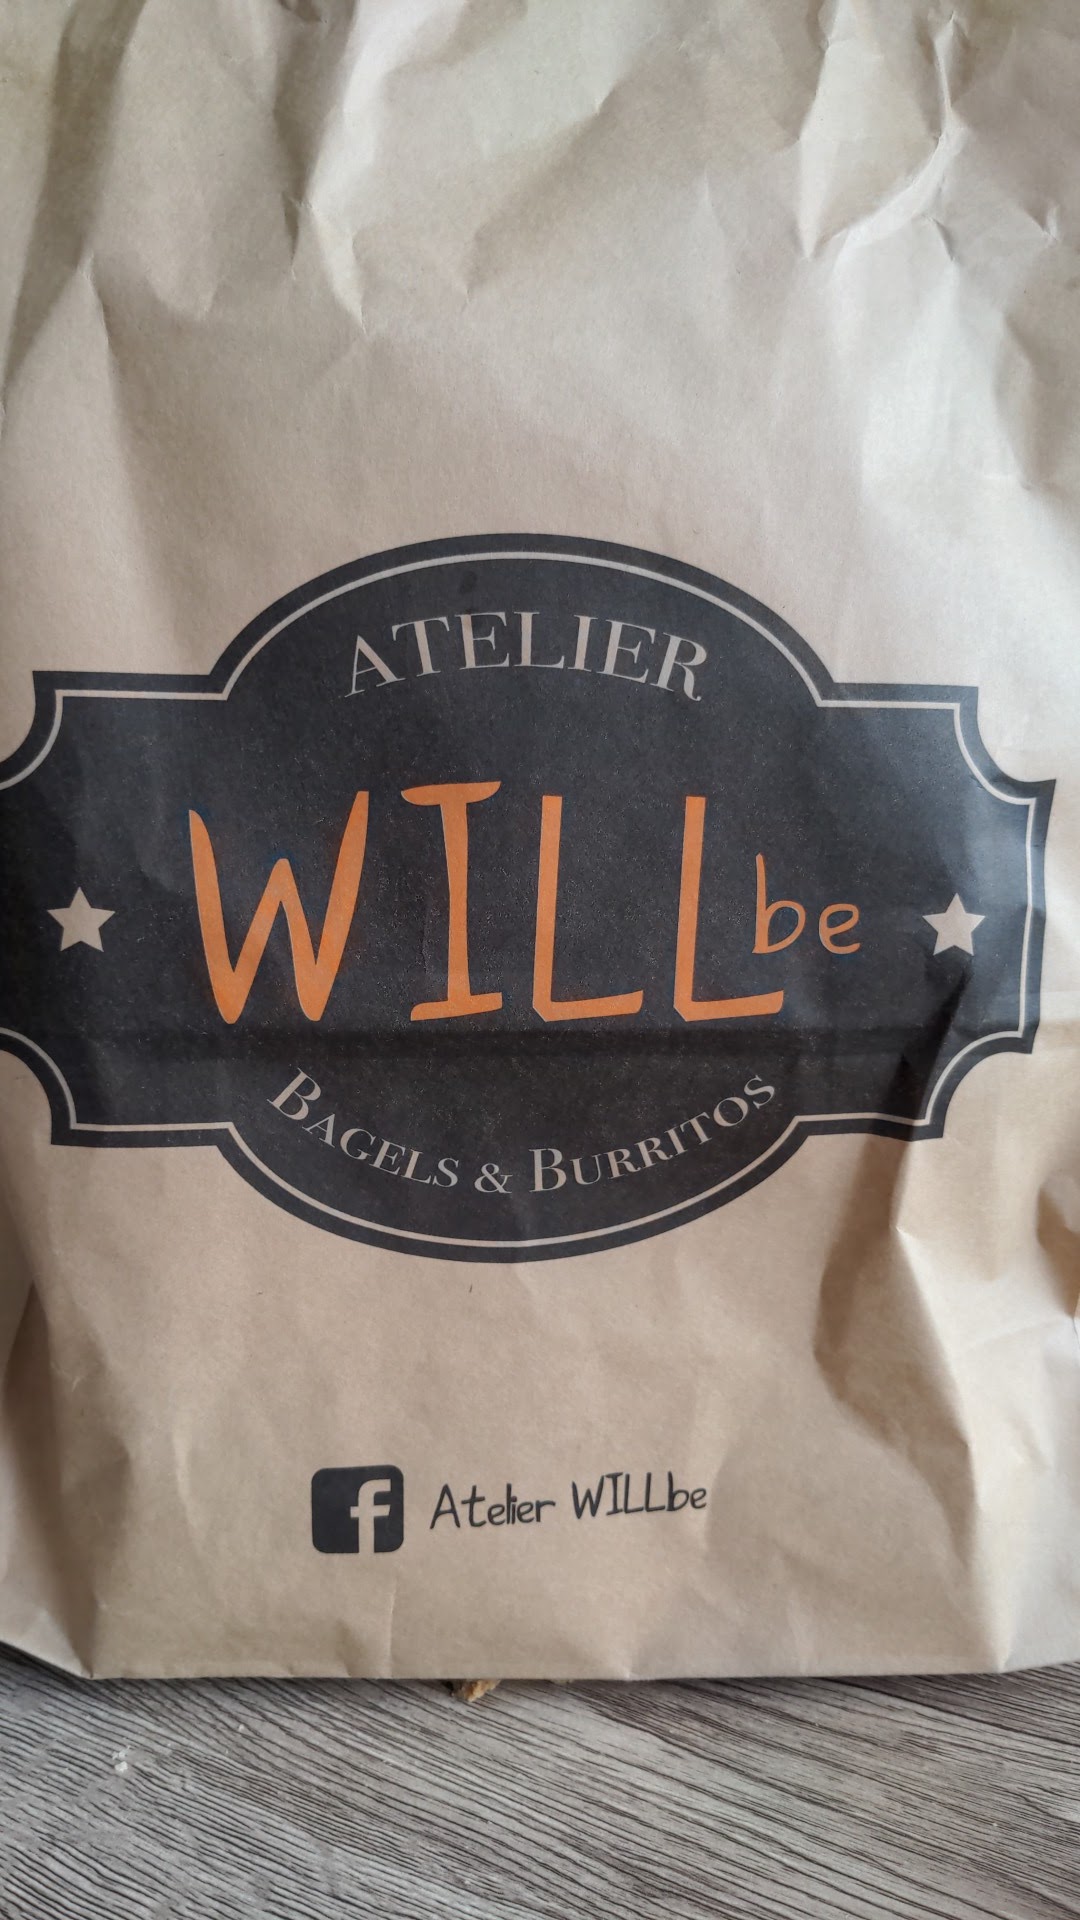 ATELIER
WILLbe
BAGELS & BURRITOS
f Atelier WILLbe